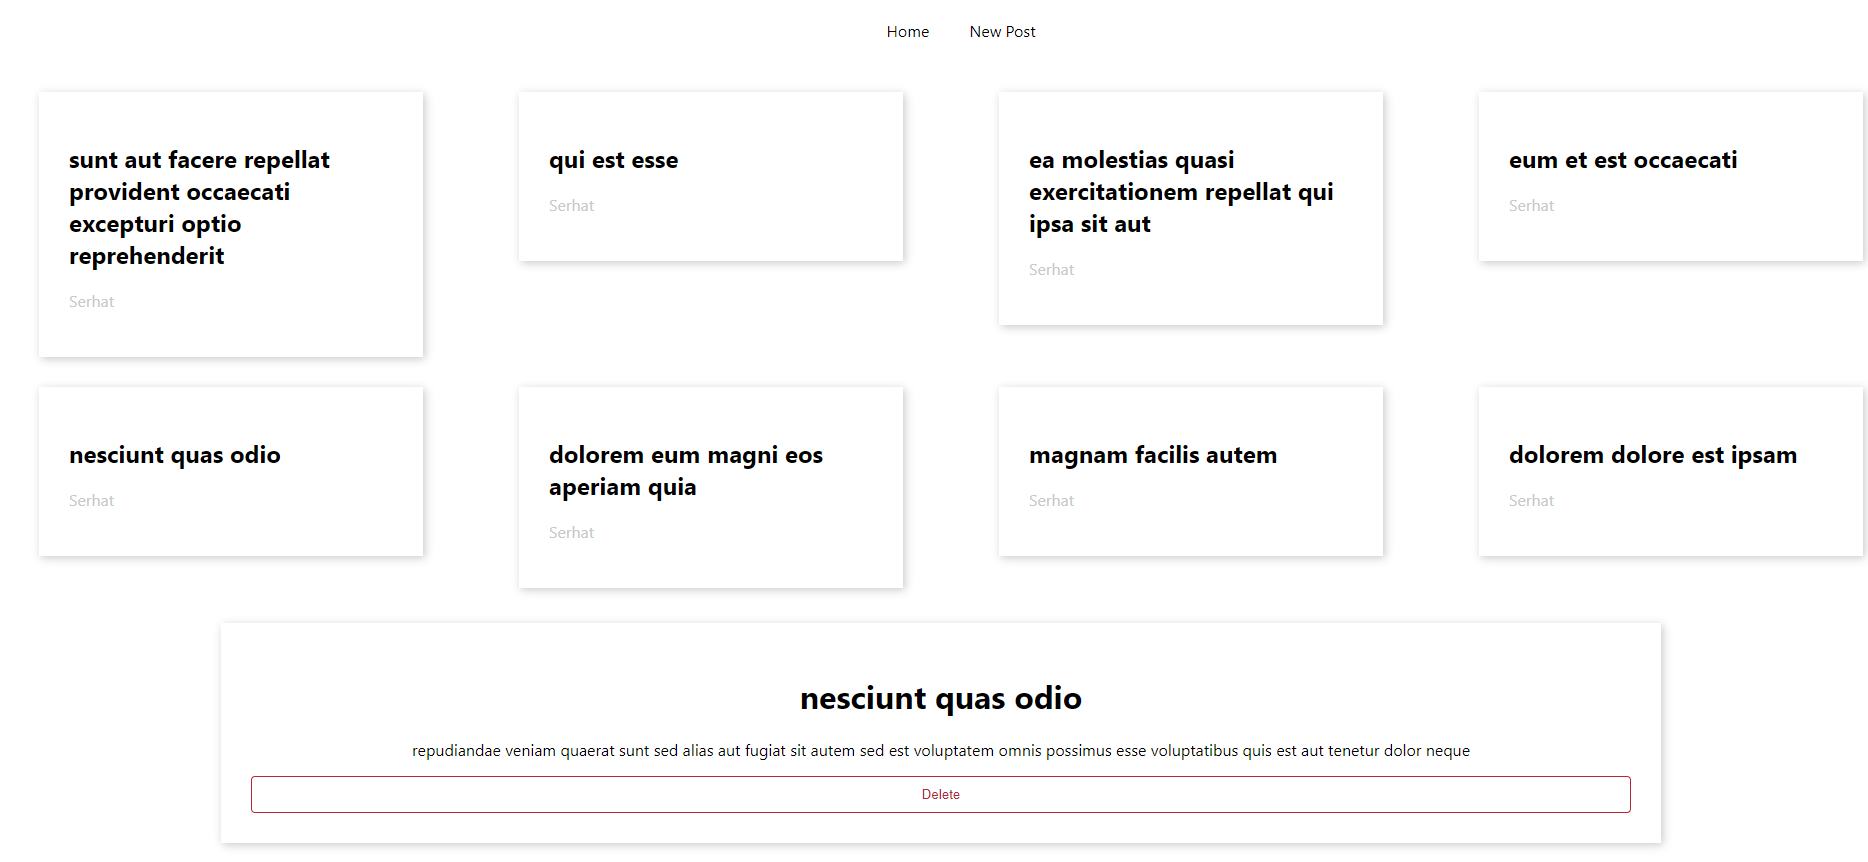 Home New Post
sunt aut facere repellat
provident occaecati
excepturi optio
reprehenderit
Serhat
qui est esse
Serhat
ea molestias quasi
exercitationem repellat qui
ipsa sit aut
Serhat
eum et est occaecati
Serhat
nesciunt quas odio
Serhat
dolorem eum magni eos
aperiam quia
Serhat
magnam facilis autem
Serhat
dolorem dolore est ipsam
Serhat
nesciunt quas odio
repudiandae veniam quaerat sunt sed alias aut fugiat sit autem sed est voluptatem omnis possimus esse voluptatibus quis est aut tenetur dolor neque
Delete